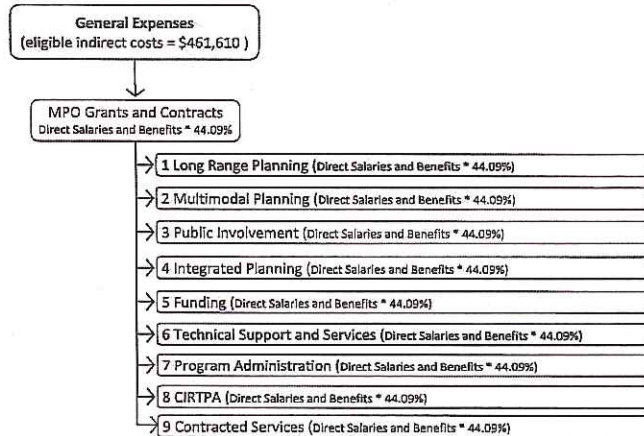 General Expenses
(eligible indirect costs = $461,610 )
MPO Grants and Contracts
Direct Salaries and Benefits * 44.09%
1 Long Range Planning (Direct Salaries and Benefits * 44.09%)
2 Multimodal Planning (Direct Salaries and Benefits * 44.09%)
3 Public Involvement (Direct Salaries and Benefits * 44.09%)
4 Integrated Planning (Direct Salaries and Benefits * 44.09%)
5 Funding (Direct Salaries and Benefits * 44.09%)
6 Technical Support and Services (Direct Salaries and Benefits * 44.09%)
7 Program Administration (Direct Salaries and Benefits * 44.09%)
8 CIRTPA (Direct Salaries and Benefits * 44.09%)
9 Contracted Services (Direct Salaries and Benefits * 44.09%)